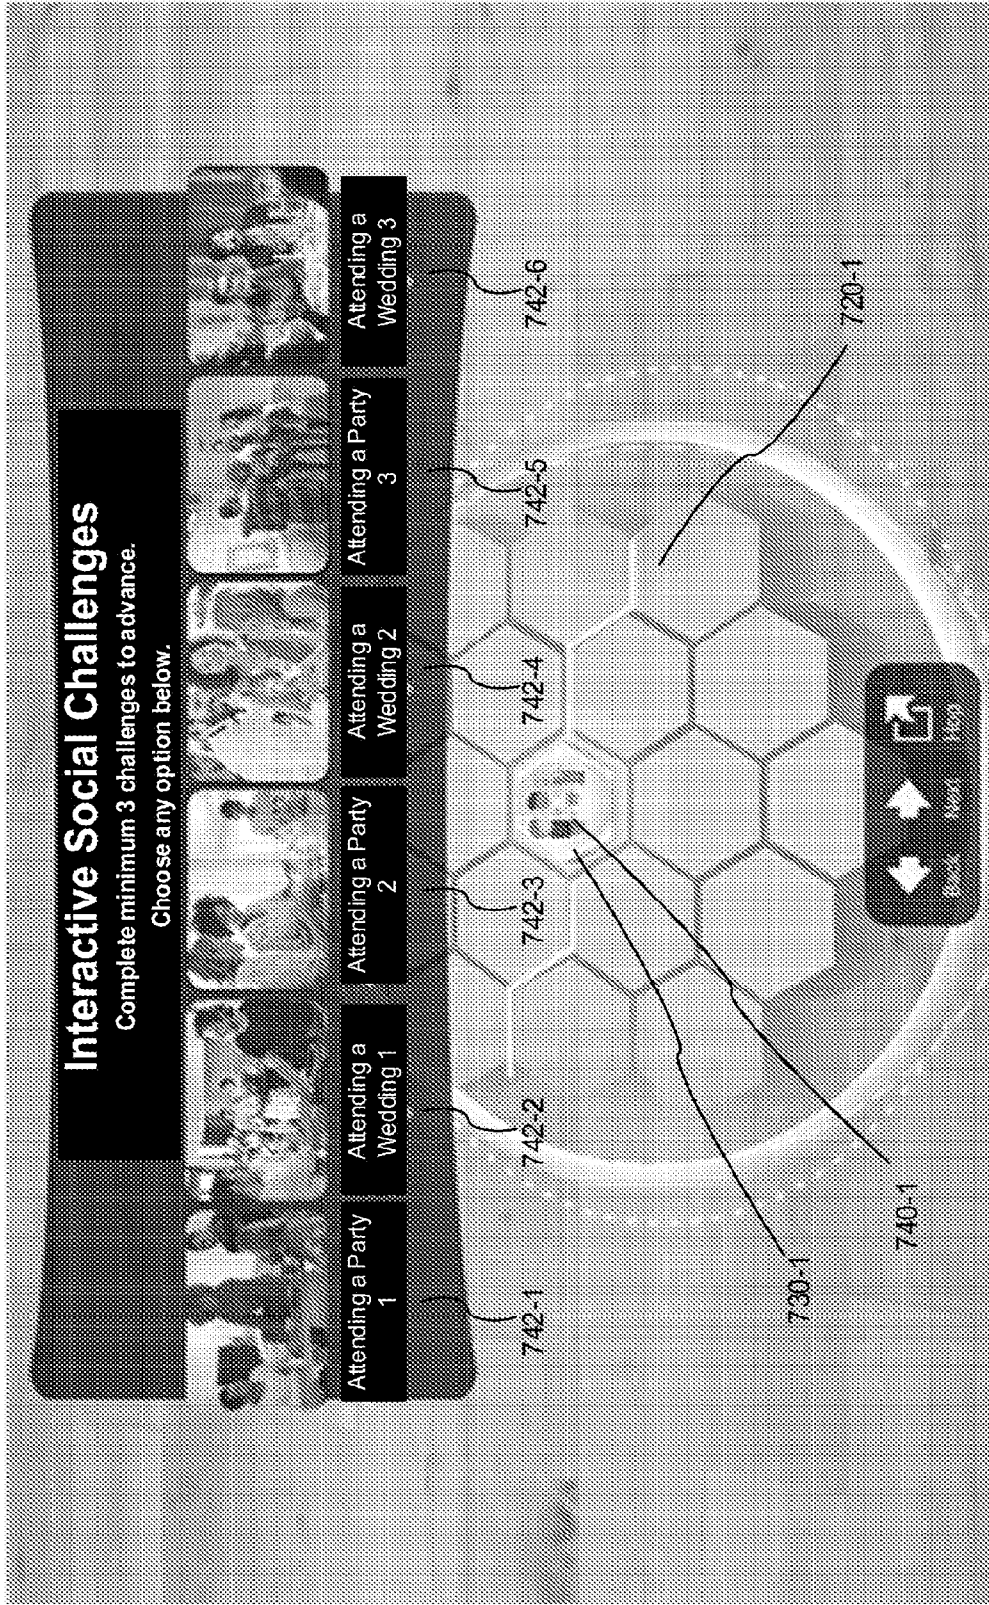 Interactive Social Challenges
Complete minimum 3 challenges to advance.
Choose any option below.
Attending a Party
1
Attending a
Wedding 1
Attending a Party
2
Attending a
Wedding 2
Attending a Party
3
Attending a
Wedding 3
742-1
742-2
742-3
742-4
742-5
742-6
720-1
730-1
740-1
Back
Next